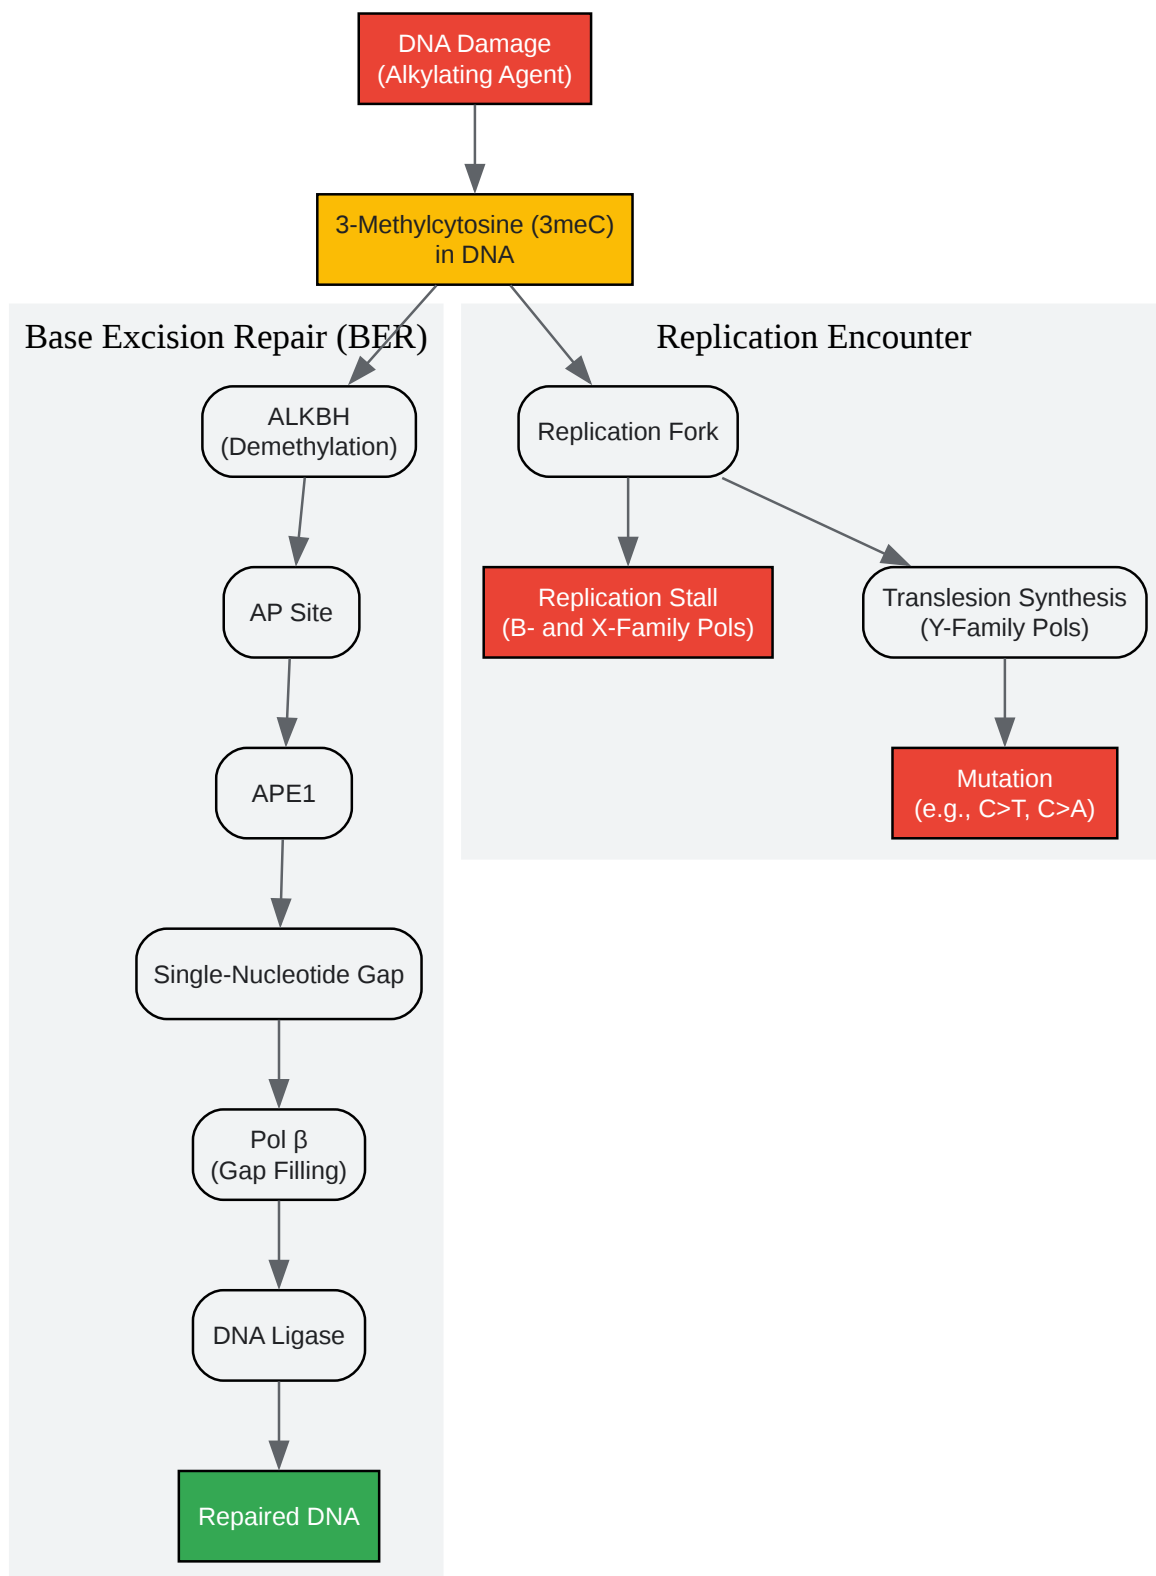 DNA Damage
(Alkylating Agent)
3-Methylcytosine (3meC)
in DNA
Base Excision Repair (BER)
ALKBH
(Demethylation)
AP Site
APE1
Single-Nucleotide Gap
Pol β
(Gap Filling)
DNA Ligase
Repaired DNA
Replication Encounter
Replication Fork
Replication Stall
(B- and X-Family Pols)
Translesion Synthesis
(Y-Family Pols)
Mutation
(e.g., C>T, C>A)